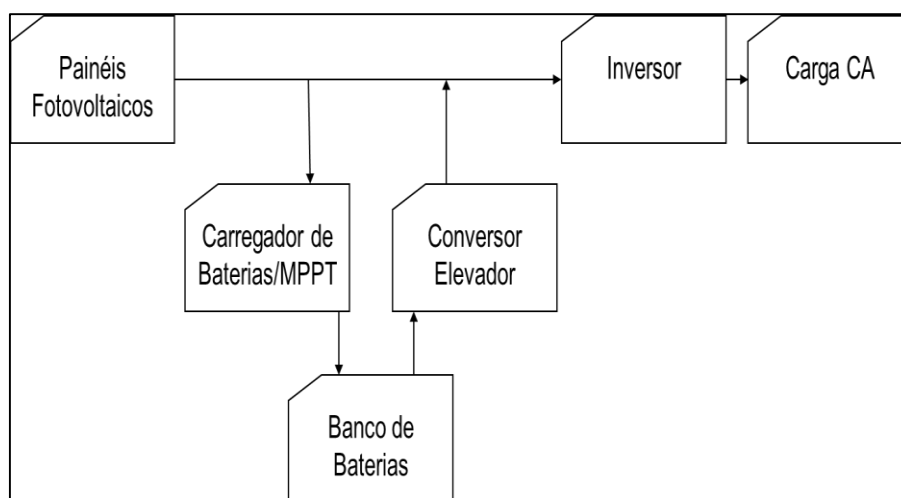 Painéis
Fotovoltaicos
Inversor
Carga CA
Carregador de
Baterias/MPPT
Conversor
Elevador
Banco de
Baterias